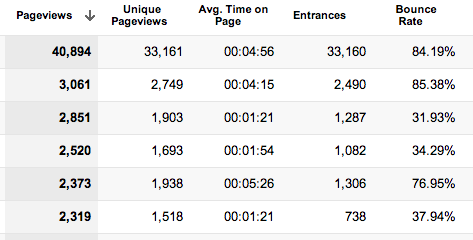 Pageviews Unique Pageviews Avg. Time on Page Entrances Bounce Rate
40,894 33,161 00:04:56 33,160 84.19%
3,061 2,749 00:04:15 2,490 85.38%
2,851 1,903 00:01:21 1,287 31.93%
2,520 1,693 00:01:54 1,082 34.29%
2,373 1,938 00:05:26 1,306 76.95%
2,319 1,518 00:01:21 738 37.94%